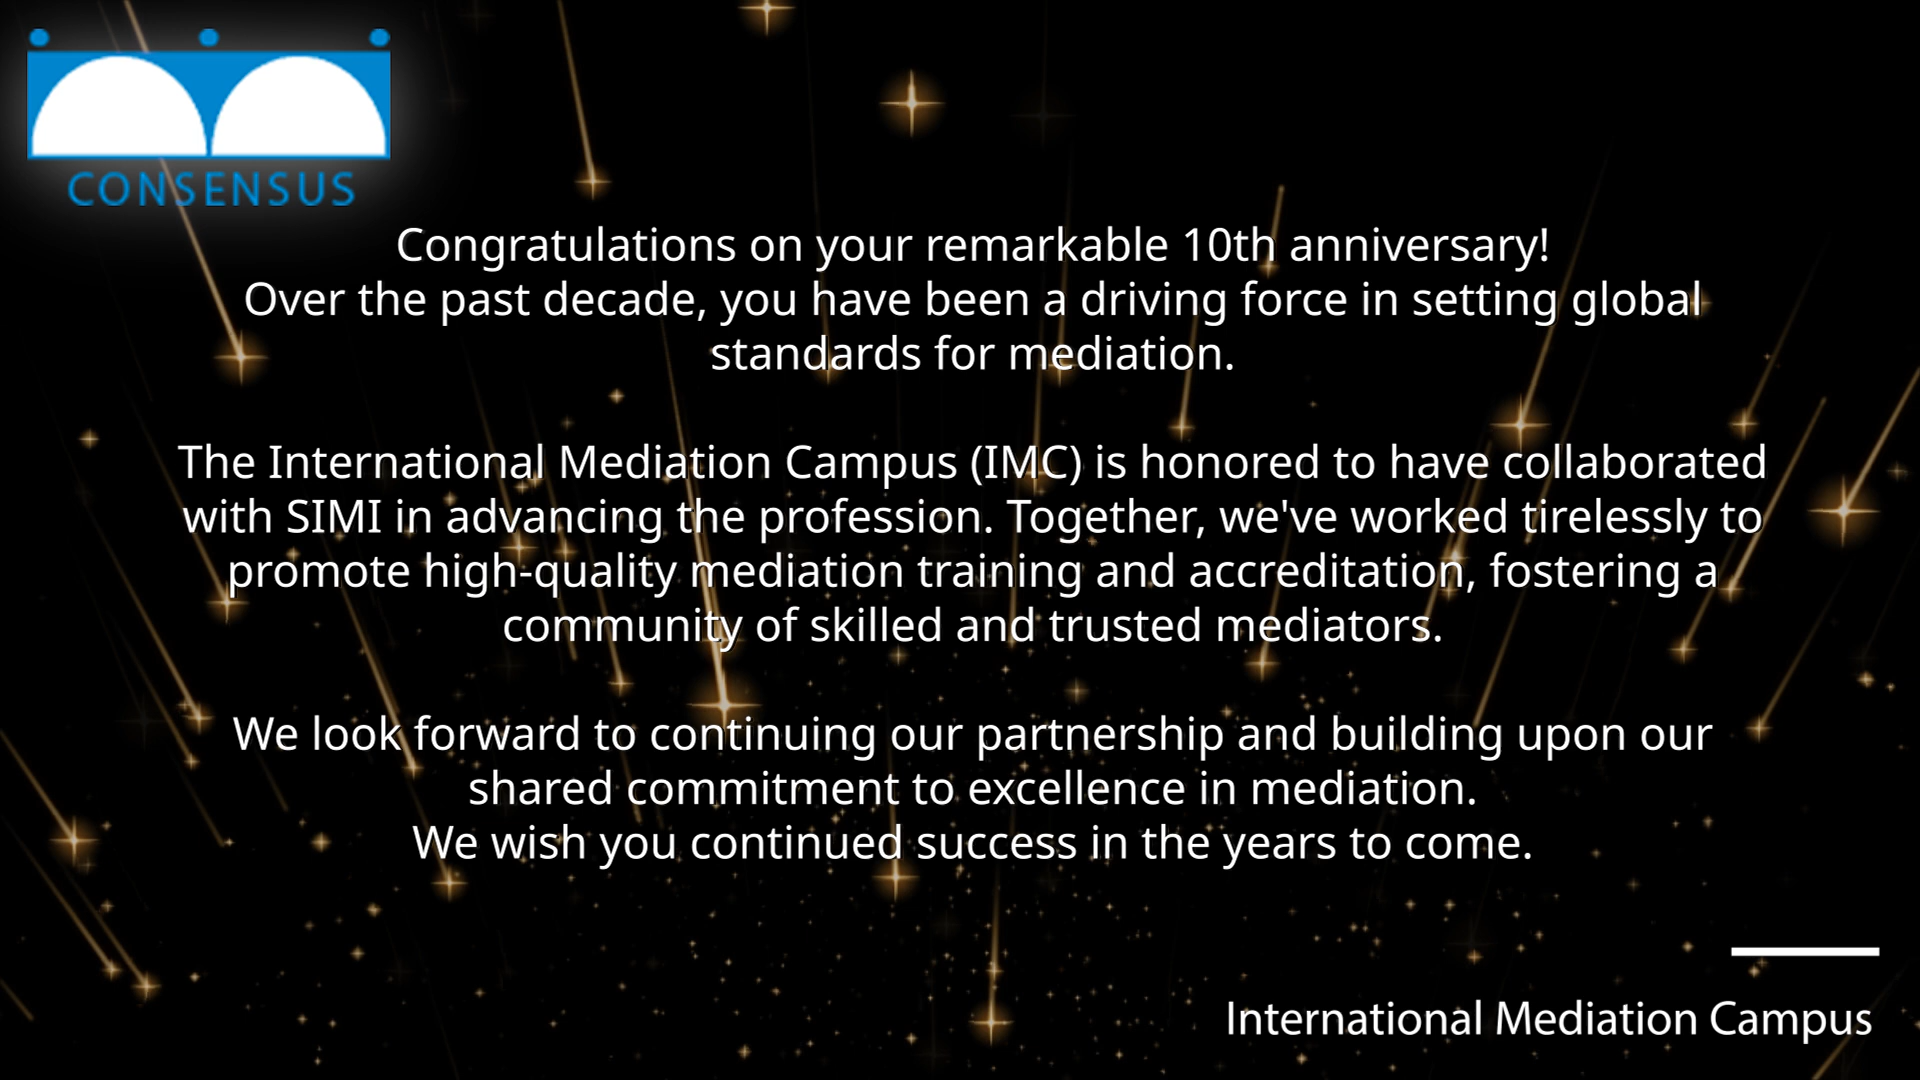 CONSENSUS
Congratulations on your remarkable 10th anniversary!
Over the past decade, you have been a driving force in setting global
standards for mediation.
The International Mediation Campus (IMC) is honored to have collaborated
with SIMI in advancing the profession. Together, we've worked tirelessly to
promote high-quality mediation training and accreditation, fostering a
community of skilled and trusted mediators.
We look forward to continuing our partnership and building upon our
shared commitment to excellence in mediation.
We wish you continued success in the years to come.
International Mediation Campus